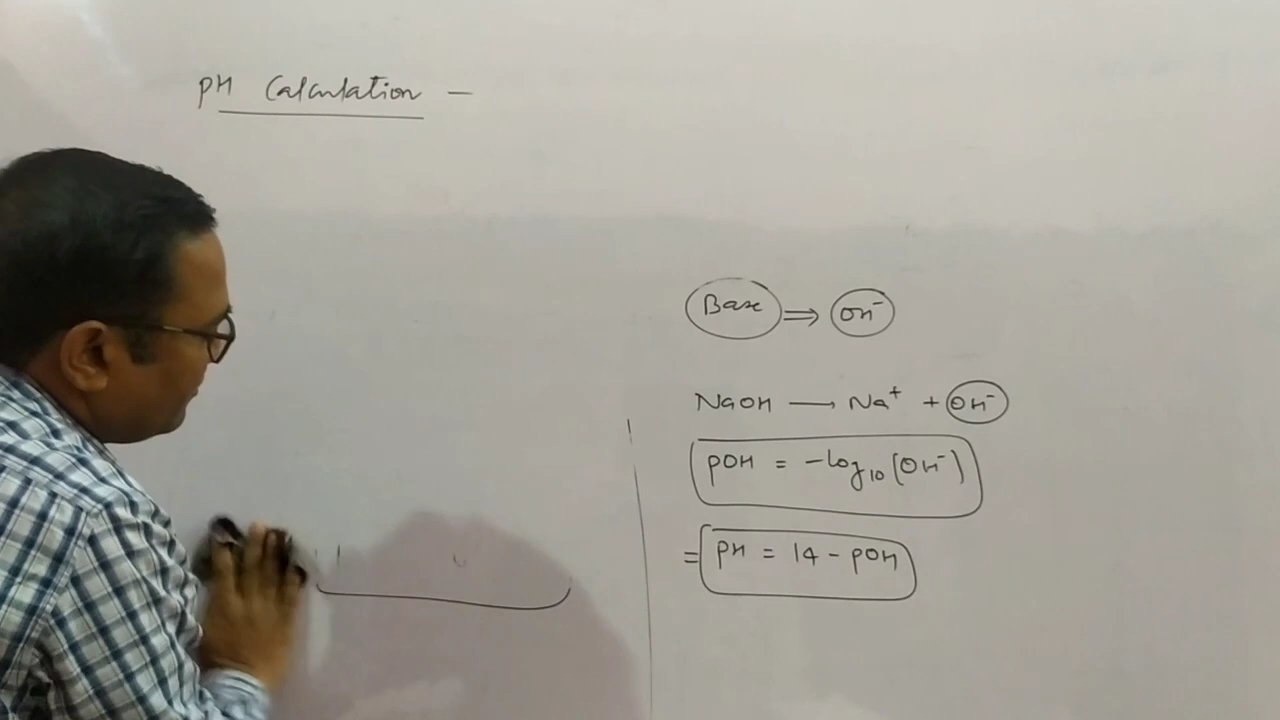 pH Calculation -
Base ⇒ OH⁻
NaOH → Na⁺ + OH⁻
pOH = -log₁₀(OH⁻)
= pH = 14 - pOH